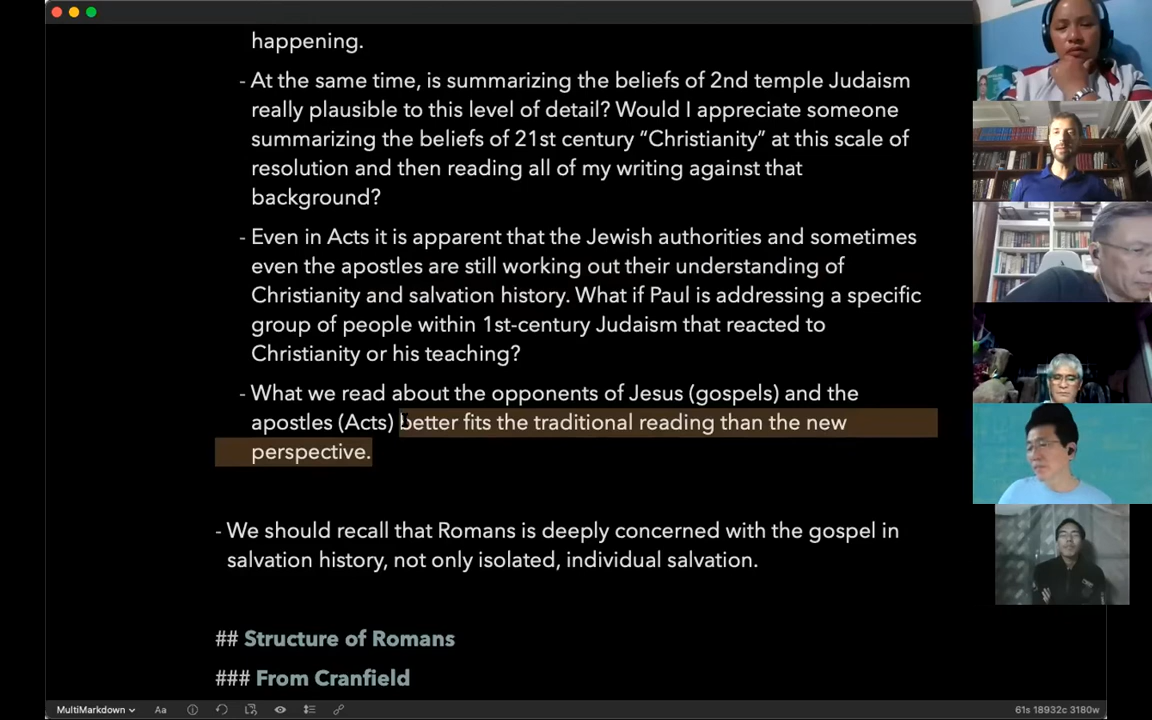 happening.
- At the same time, is summarizing the beliefs of 2nd temple Judaism
really plausible to this level of detail? Would I appreciate someone
summarizing the beliefs of 21st century “Christianity” at this scale of
resolution and then reading all of my writing against that
background?
- Even in Acts it is apparent that the Jewish authorities and sometimes
even the apostles are still working out their understanding of
Christianity and salvation history. What if Paul is addressing a specific
group of people within 1st-century Judaism that reacted to
Christianity or his teaching?
- What we read about the opponents of Jesus (gospels) and the
apostles (Acts) better fits the traditional reading than the new
perspective.
- We should recall that Romans is deeply concerned with the gospel in
salvation history, not only isolated, individual salvation.
## Structure of Romans
### From Cranfield
MultiMarkdown Aa 61s 18932c 3180w